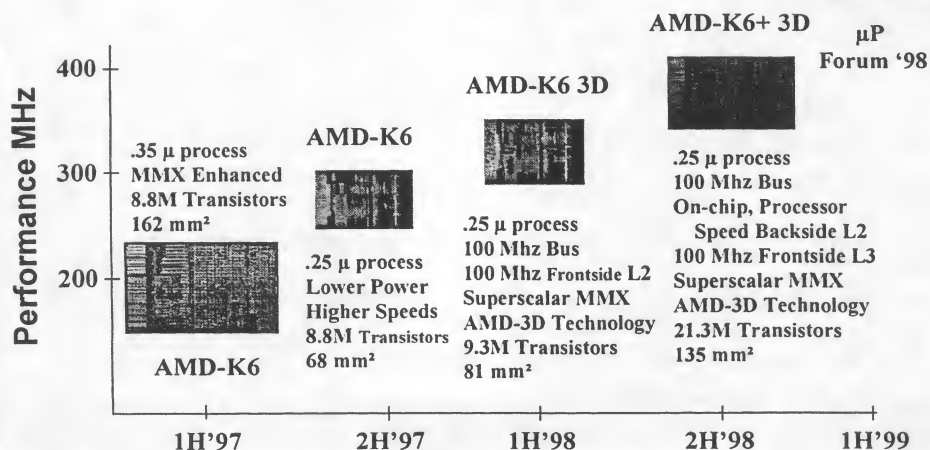 AMD-K6+ 3D
µP
Forum ‘98
400
AMD-K6 3D
AMD-K6
Performance MHz
.35 µ process
MMX Enhanced
8.8M Transistors
162 mm²
300
.25 µ process
100 Mhz Bus
On-chip, Processor
Speed Backside L2
100 Mhz Frontside L3
Superscalar MMX
AMD-3D Technology
21.3M Transistors
135 mm²
.25 µ process
100 Mhz Bus
100 Mhz Frontside L2
Superscalar MMX
AMD-3D Technology
9.3M Transistors
81 mm²
.25 µ process
Lower Power
Higher Speeds
8.8M Transistors
68 mm²
200
AMD-K6
1H'97
2H'97
1H'98
2H'98
1H'99